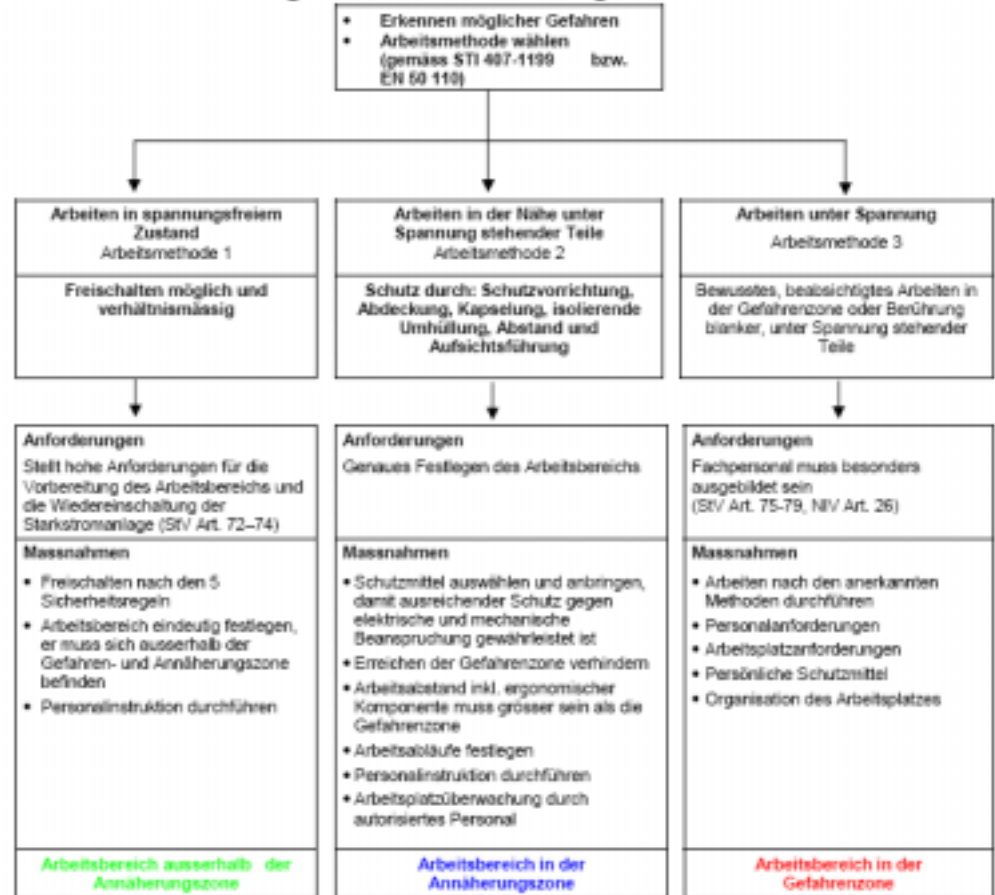 • Erkennen möglicher Gefahren
• Arbeitsmethode wählen
(gemäss STI 407-1199 bzw.
EN 50 110)
Arbeiten in spannungsfreiem
Zustand
Arbeitsmethode 1
Freischalten möglich und
verhältnismässig
Arbeiten in der Nähe unter
Spannung stehender Teile
Arbeitsmethode 2
Schutz durch: Schutzvorrichtung,
Abdeckung, Kapselung, isolierende
Umhüllung, Abstand und
Aufsichtsführung
Arbeiten unter Spannung
Arbeitsmethode 3
Bewusstes, beabsichtigtes Arbeiten in
der Gefahrenzone oder Berührung
blanker, unter Spannung stehender
Teile
Anforderungen
Stellt hohe Anforderungen für die
Vorbereitung des Arbeitsbereichs und
die Wiedereinschaltung der
Starkstromanlage (StV Art. 72–74)
Massnahmen
• Freischalten nach den 5
Sicherheitsregeln
• Arbeitsbereich eindeutig festlegen,
er muss sich ausserhalb der
Gefahren- und Annäherungszone
befinden
• Personalinstruktion durchführen
Arbeitsbereich ausserhalb der
Annäherungszone
Anforderungen
Genaues Festlegen des Arbeitsbereichs
Massnahmen
• Schutzmittel auswählen und anbringen,
damit ausreichender Schutz gegen
elektrische und mechanische
Beanspruchung gewährleistet ist
• Erreichen der Gefahrenzone verhindern
• Arbeitsabstand inkl. ergonomischer
Komponente muss grösser sein als die
Gefahrenzone
• Arbeitsabläufe festlegen
• Personalinstruktion durchführen
• Arbeitsplatzüberwachung durch
autorisiertes Personal
Arbeitsbereich in der
Annäherungszone
Anforderungen
Fachpersonal muss besonders
ausgebildet sein
(StV Art. 75-79, NIV Art. 26)
Massnahmen
• Arbeiten nach den anerkannten
Methoden durchführen
• Personalanforderungen
• Arbeitsplatzanforderungen
• Persönliche Schutzmittel
• Organisation des Arbeitsplatzes
Arbeitsbereich in der
Gefahrenzone